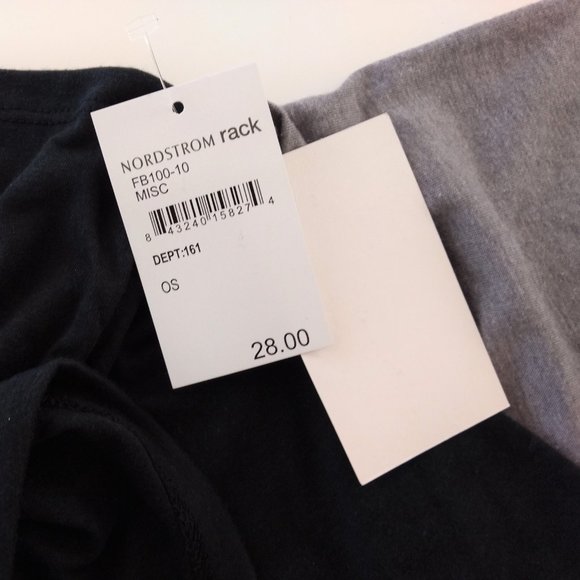 NORDSTROM rack
FB100-10
MISC
8 43240 15827 4
DEPT:161
OS
28.00